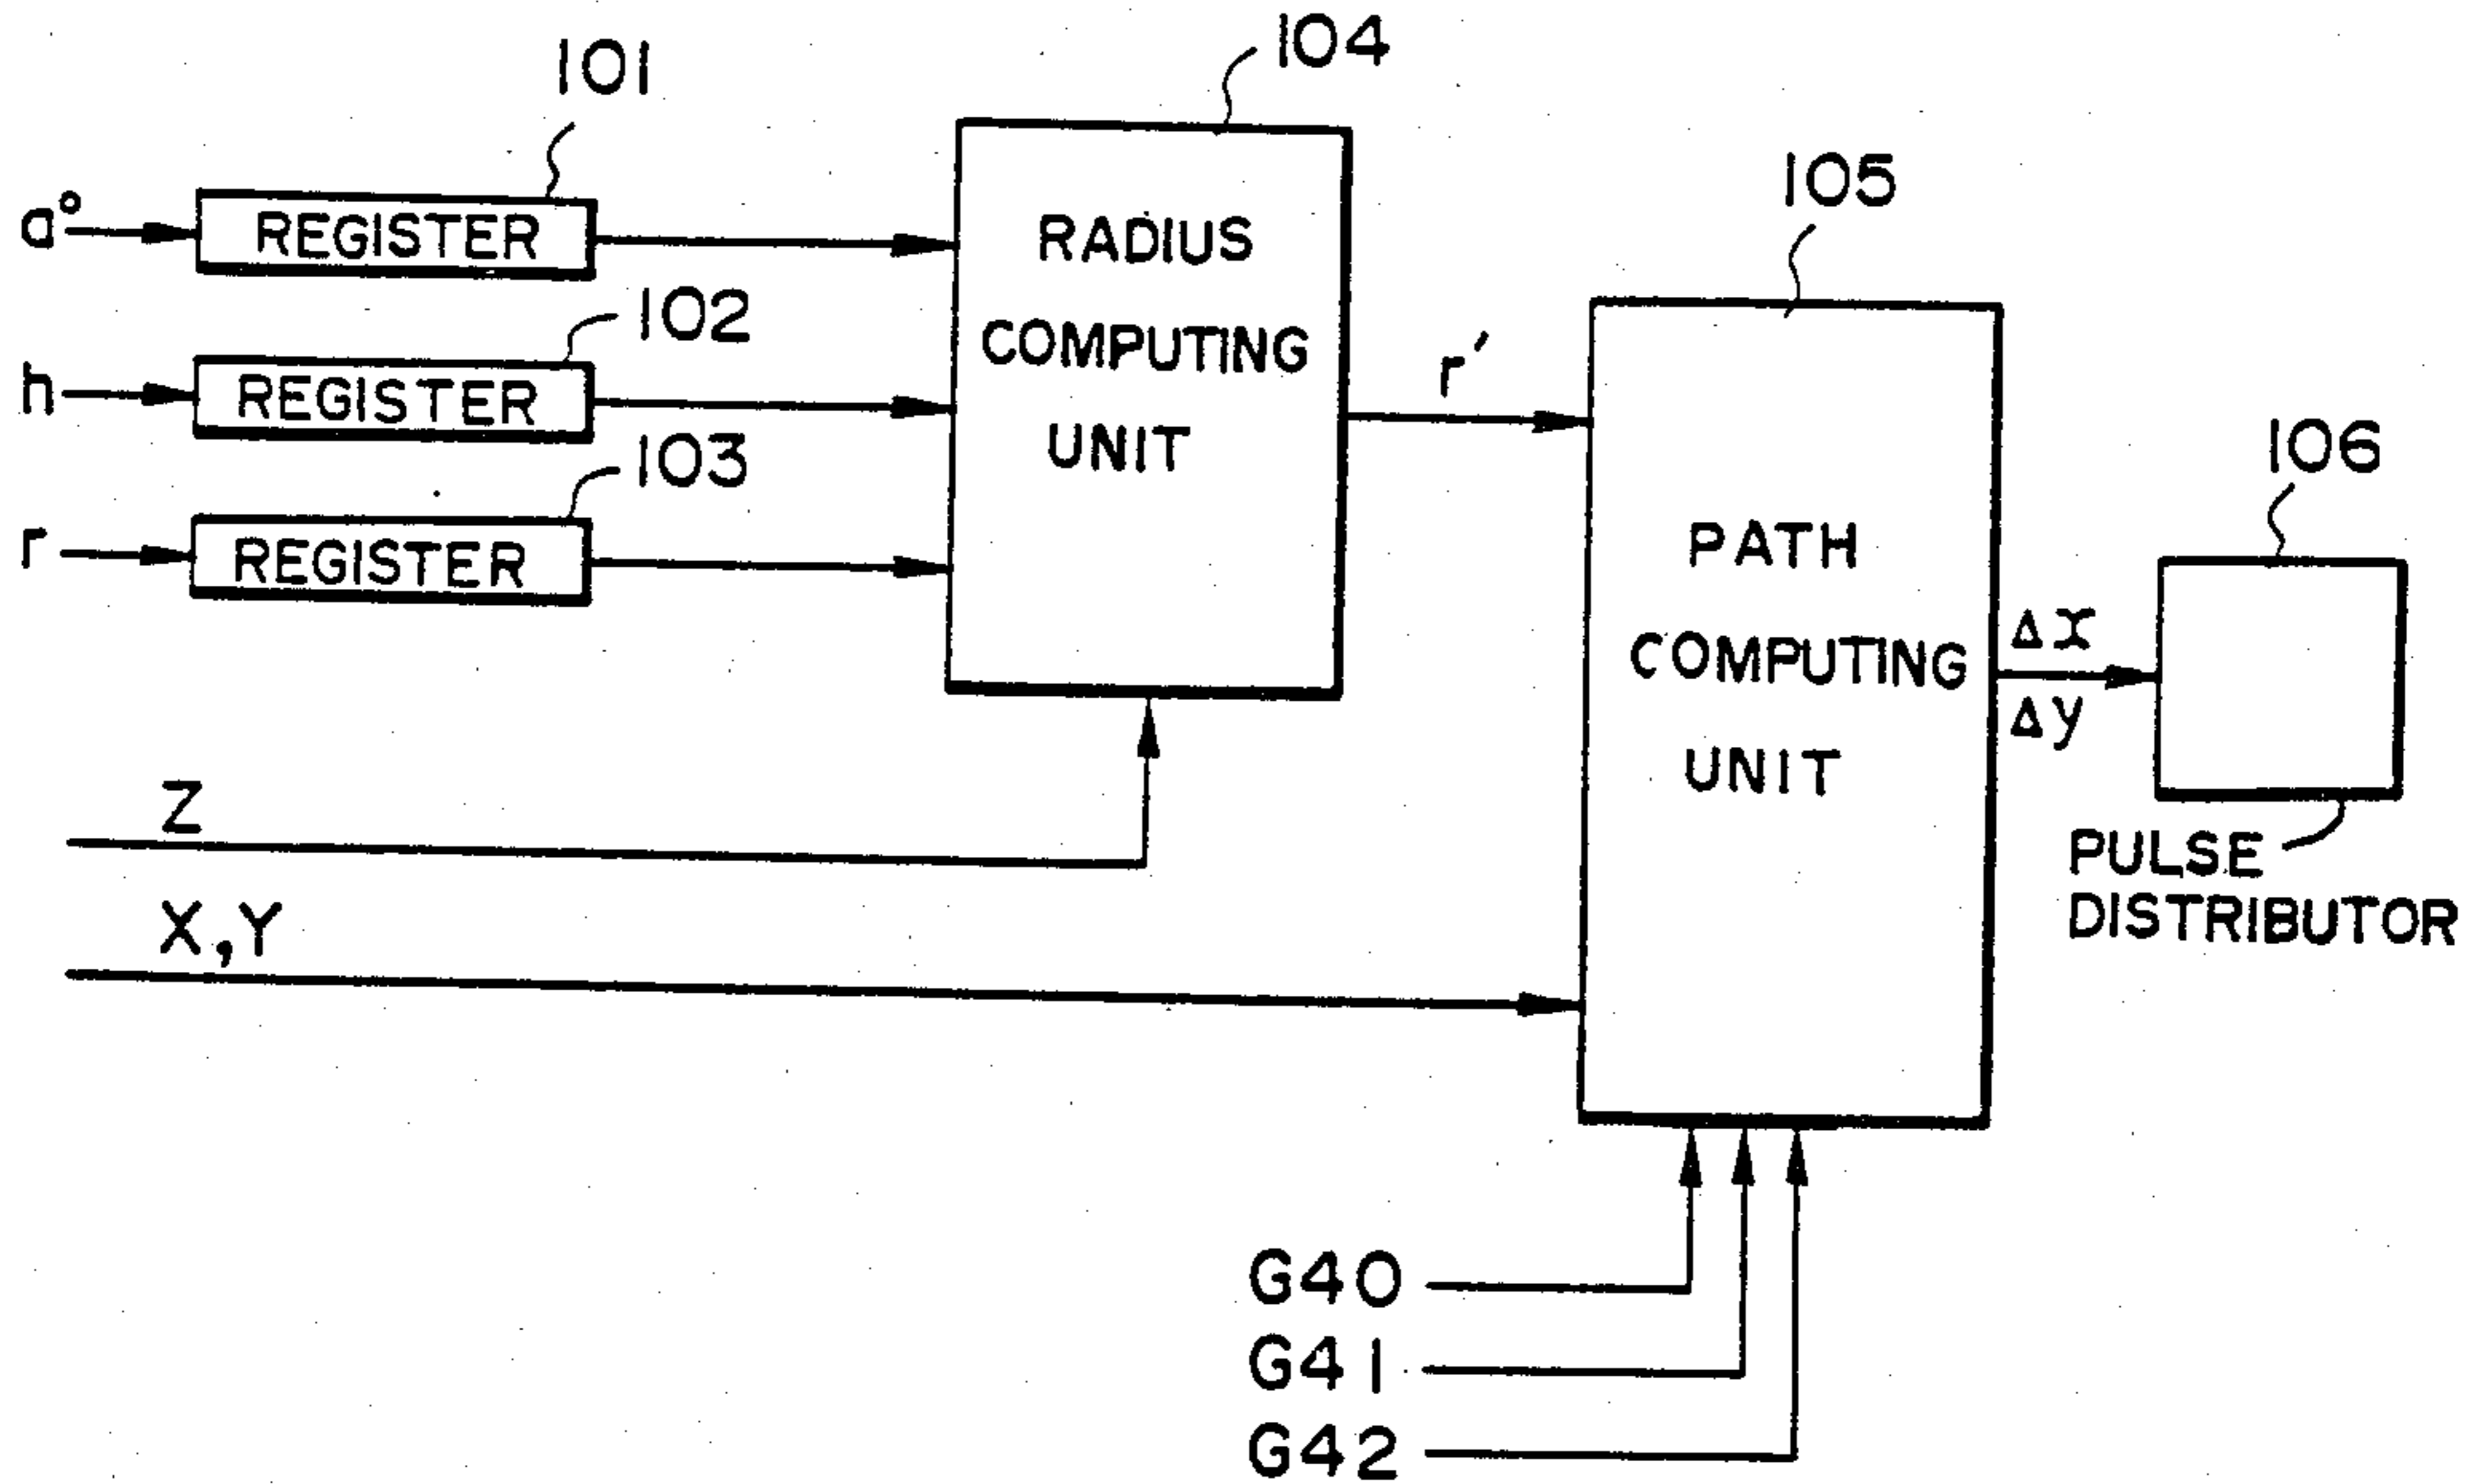 101
104
a°
REGISTER
102
h
REGISTER
103
r
REGISTER
RADIUS
COMPUTING
UNIT
r'
105
PATH
COMPUTING
UNIT
106
Δx
Δy
PULSE
DISTRIBUTOR
Z
X,Y
G40
G41
G42